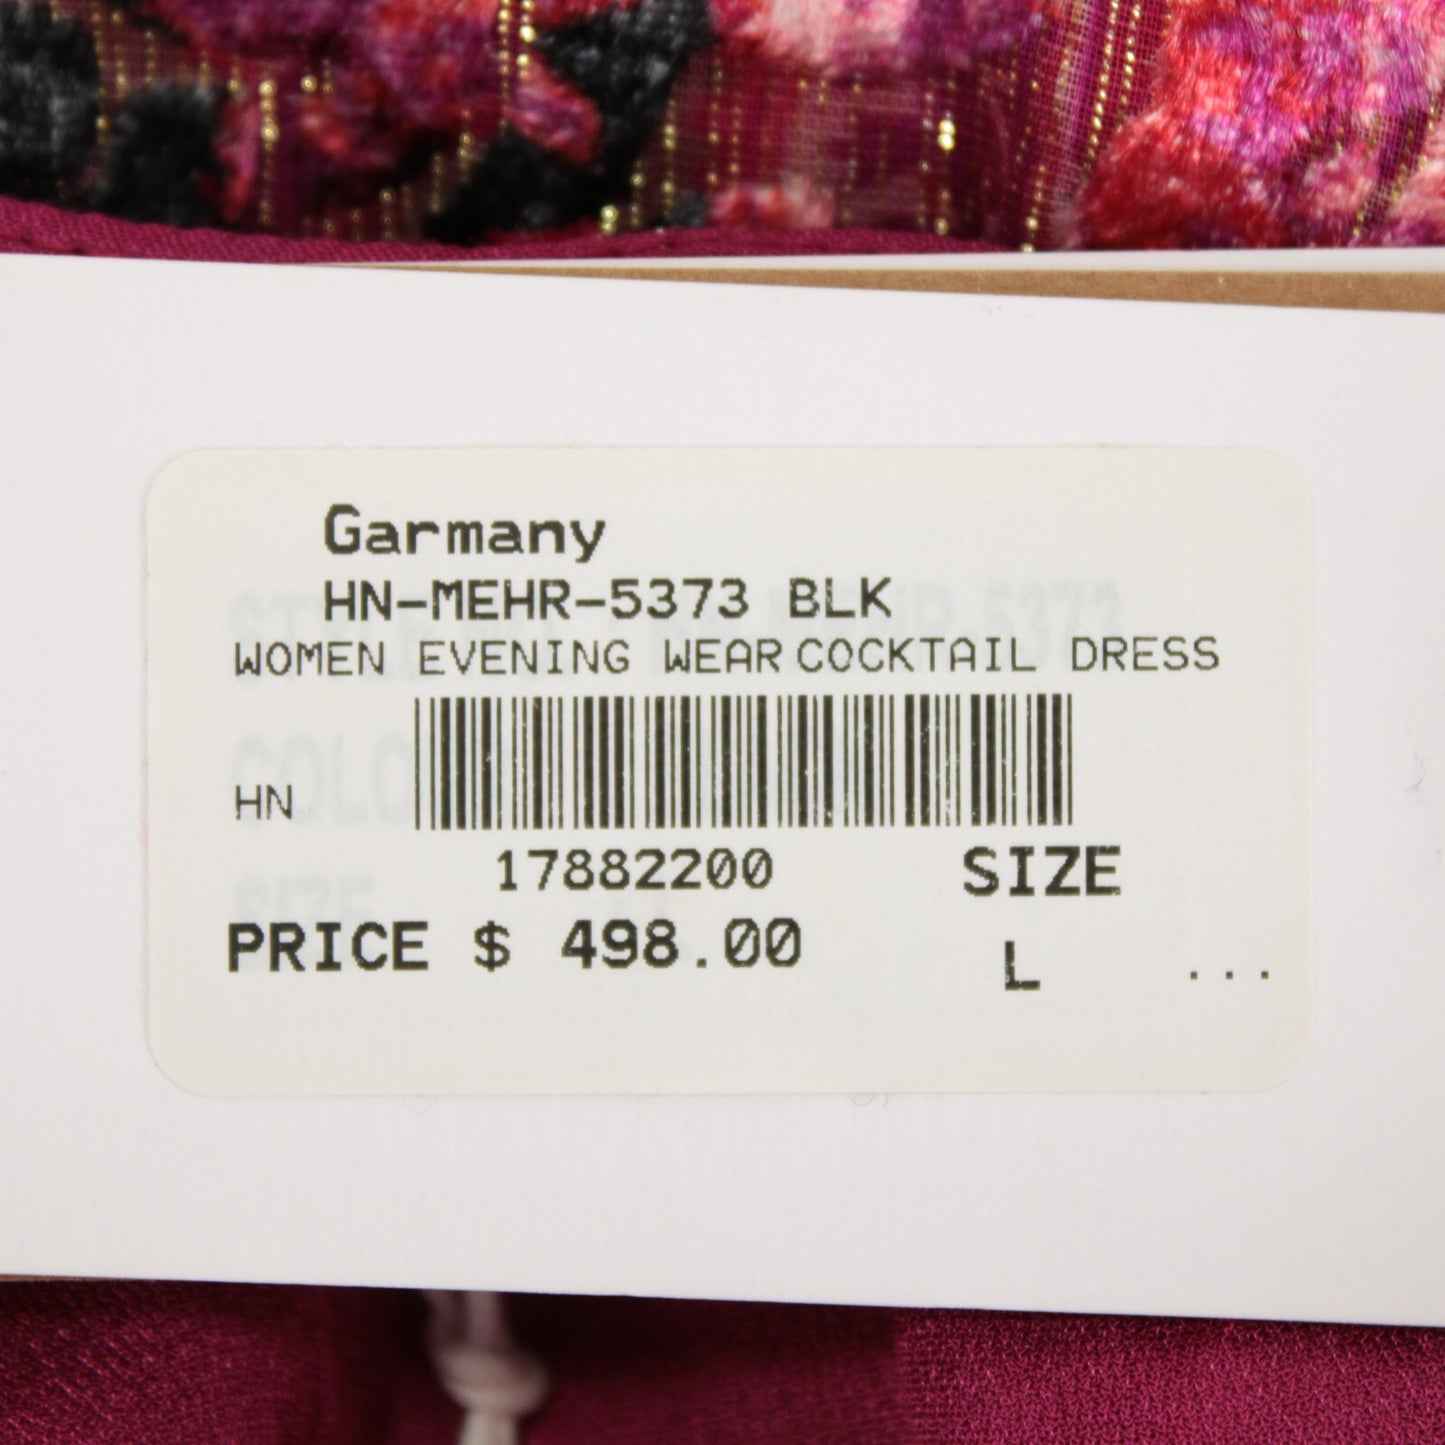 Garmany
HN-MEHR-5373 BLK
WOMEN EVENING WEAR COCKTAIL DRESS
HN
17882200 SIZE
PRICE $ 498.00 L ...